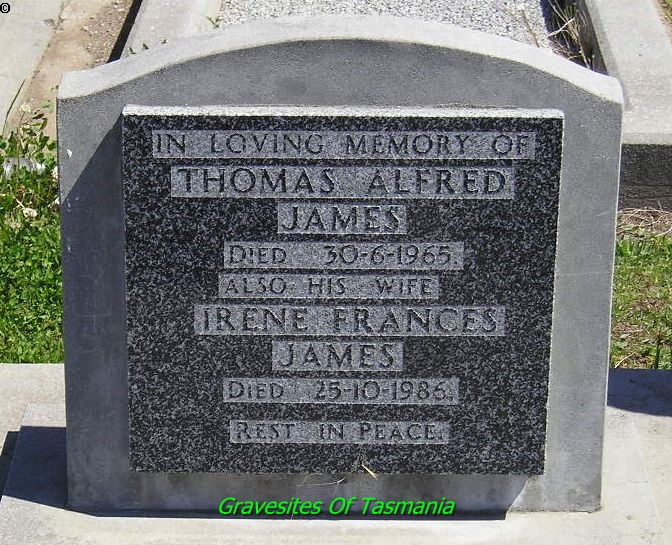 ©
IN LOVING MEMORY OF
THOMAS ALFRED
JAMES
DIED 30-6-1965.
ALSO HIS WIFE
IRENE FRANCES
JAMES
DIED 25-10-1986.
REST IN PEACE.
Gravesites Of Tasmania